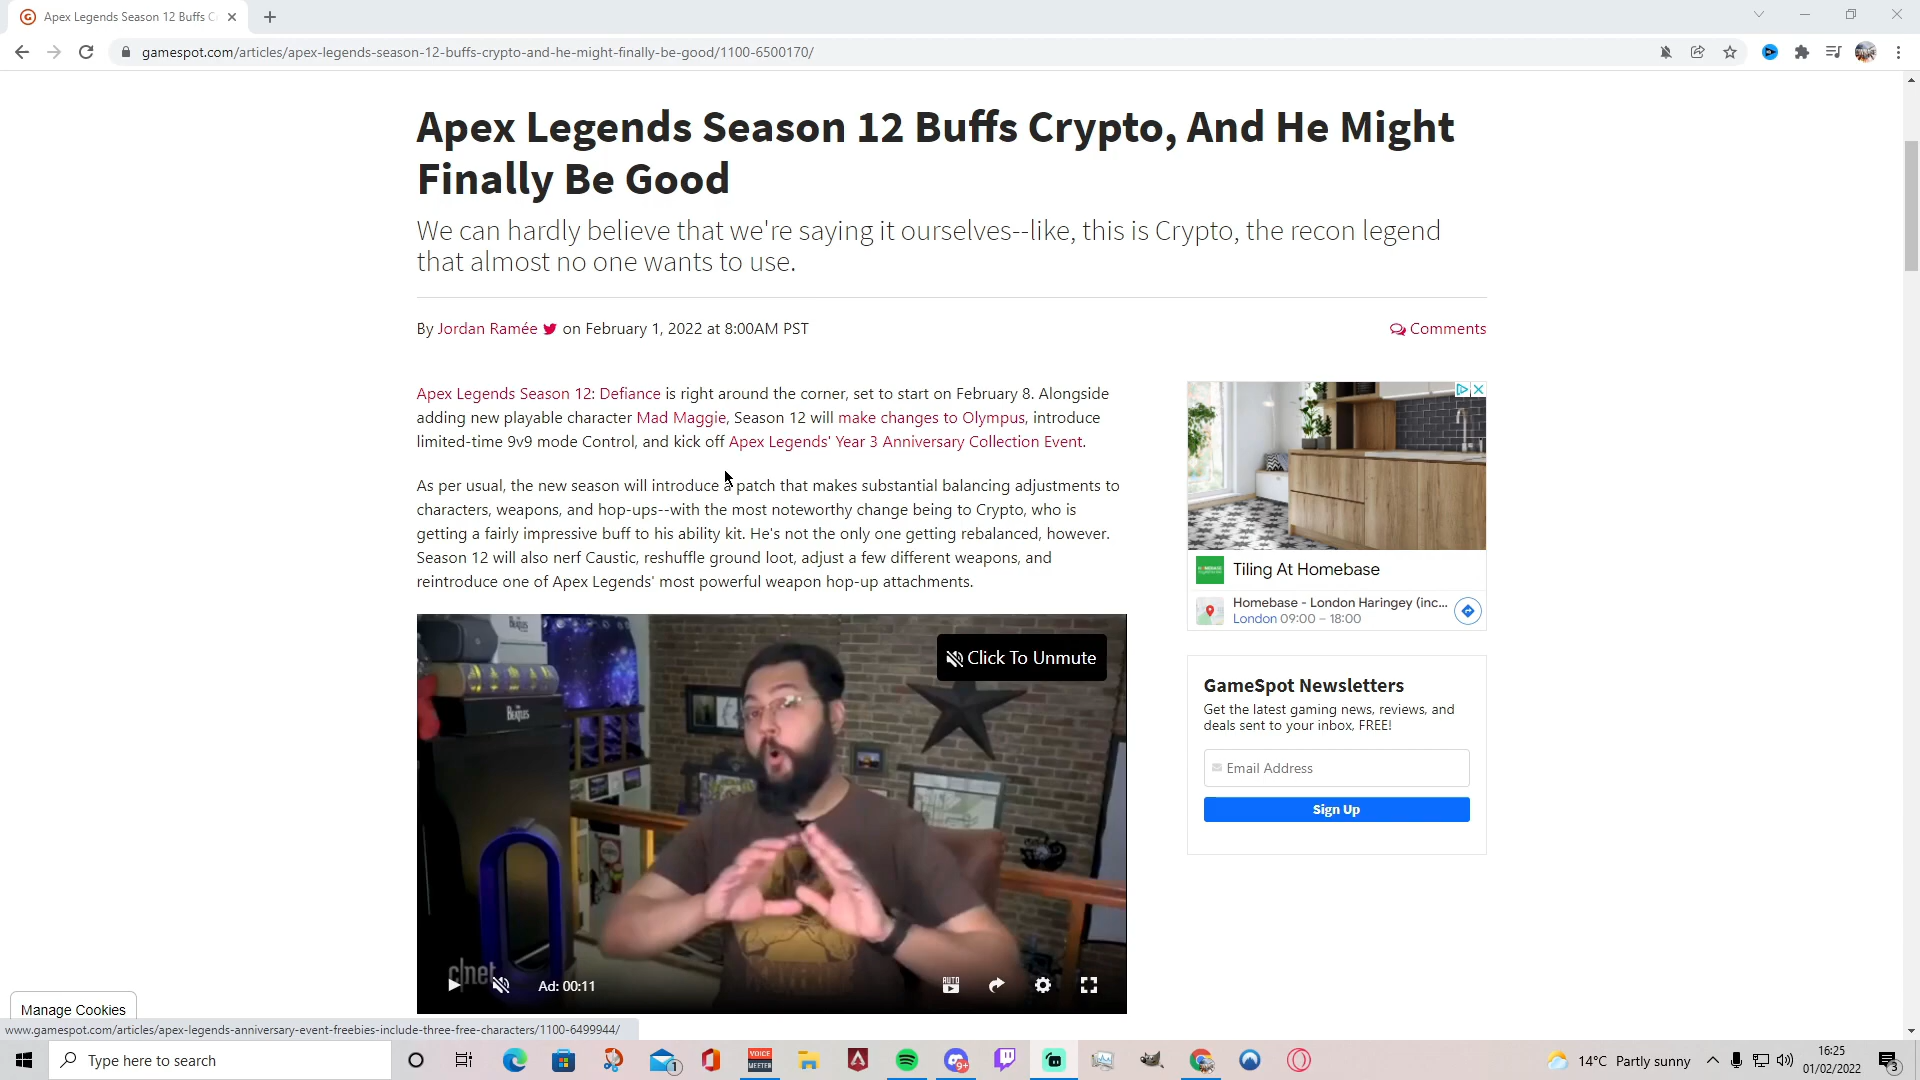 Apex Legends Season 12 Buffs C
gamespot.com/articles/apex-legends-season-12-buffs-crypto-and-he-might-finally-be-good/1100-6500170/
Apex Legends Season 12 Buffs Crypto, And He Might
Finally Be Good
We can hardly believe that we're saying it ourselves--like, this is Crypto, the recon legend
that almost no one wants to use.
By Jordan Ramée on February 1, 2022 at 8:00AM PST
Comments
Apex Legends Season 12: Defiance is right around the corner, set to start on February 8. Alongside
adding new playable character Mad Maggie, Season 12 will make changes to Olympus, introduce
limited-time 9v9 mode Control, and kick off Apex Legends' Year 3 Anniversary Collection Event.
As per usual, the new season will introduce a patch that makes substantial balancing adjustments to
characters, weapons, and hop-ups--with the most noteworthy change being to Crypto, who is
getting a fairly impressive buff to his ability kit. He's not the only one getting rebalanced, however.
Season 12 will also nerf Caustic, reshuffle ground loot, adjust a few different weapons, and
reintroduce one of Apex Legends' most powerful weapon hop-up attachments.
Click To Unmute
Beatles
Beatles
c|net
AUTO
Ad: 00:11
Tiling At Homebase
Homebase - London Haringey (inc...
London 09:00 – 18:00
GameSpot Newsletters
Get the latest gaming news, reviews, and
deals sent to your inbox, FREE!
Email Address
Sign Up
Manage Cookies
www.gamespot.com/articles/apex-legends-anniversary-event-freebies-include-three-free-characters/1100-6499944/
Type here to search
1
VOICE
MEETER
9+
14°C Partly sunny
16:25
01/02/2022
3